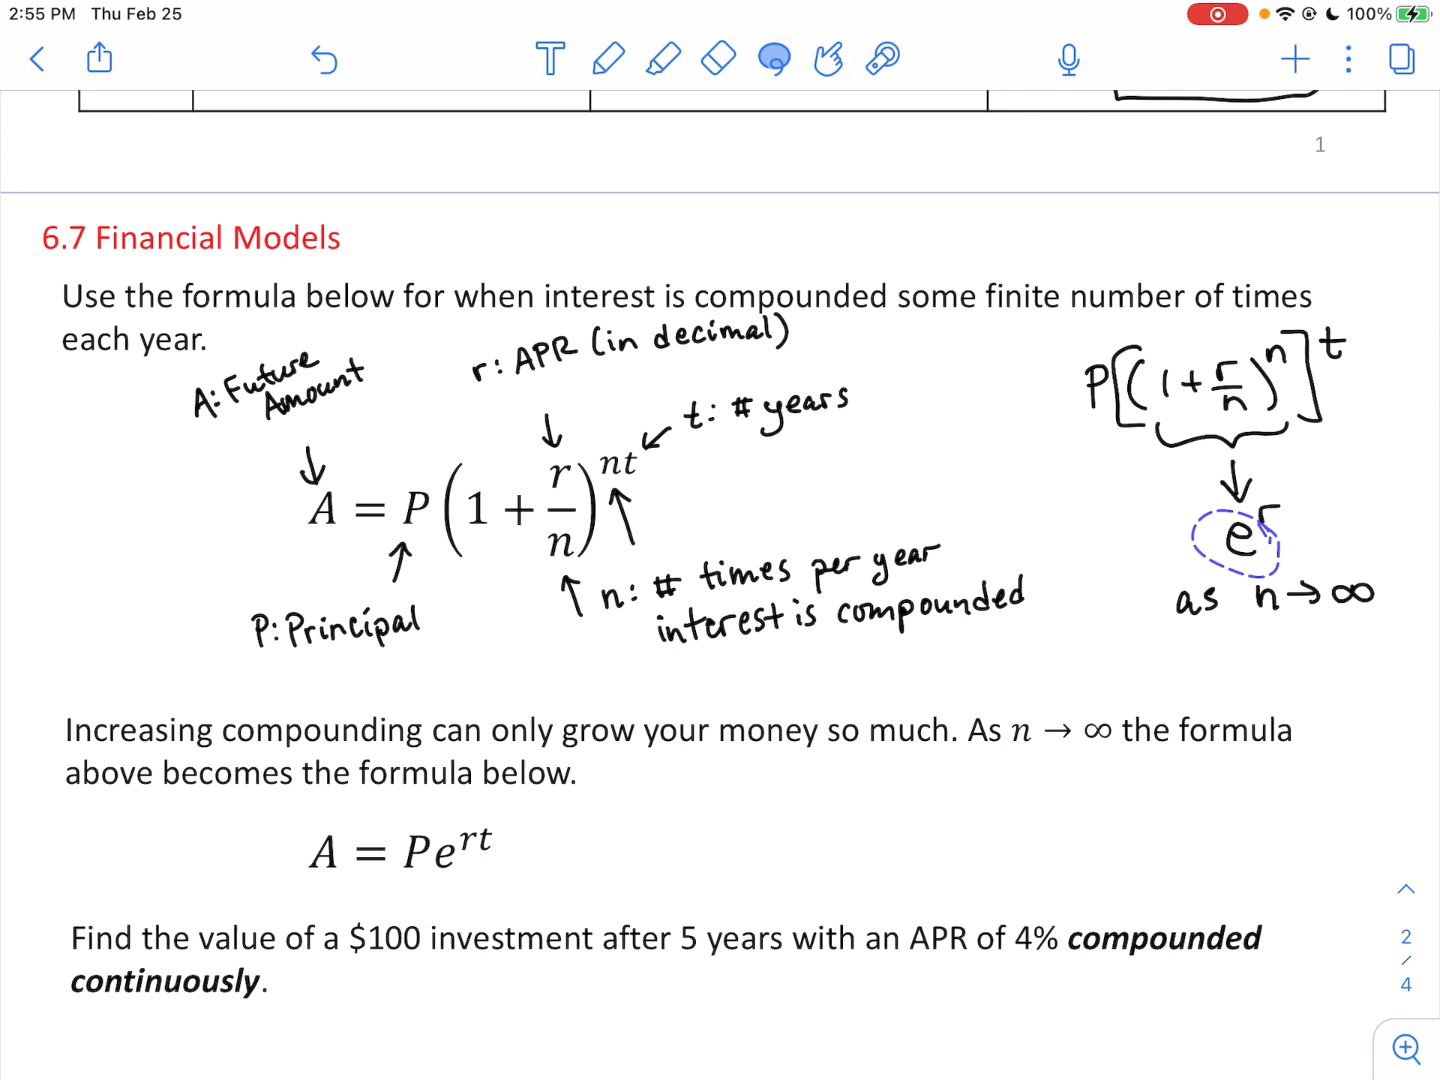 2:55 PM Thu Feb 25
100%
1
6.7 Financial Models
Use the formula below for when interest is compounded some finite number of times
each year.
r: APR (in decimal)
A: Future
Amount
t: # years
P[(1+r/n)^n]^t
A = P(1 + r/n)^nt
e^r
n: # times per year
interest is compounded
as n→∞
P: Principal
Increasing compounding can only grow your money so much. As n → ∞ the formula
above becomes the formula below.
A = Pe^rt
Find the value of a $100 investment after 5 years with an APR of 4% compounded
continuously.
2
/
4